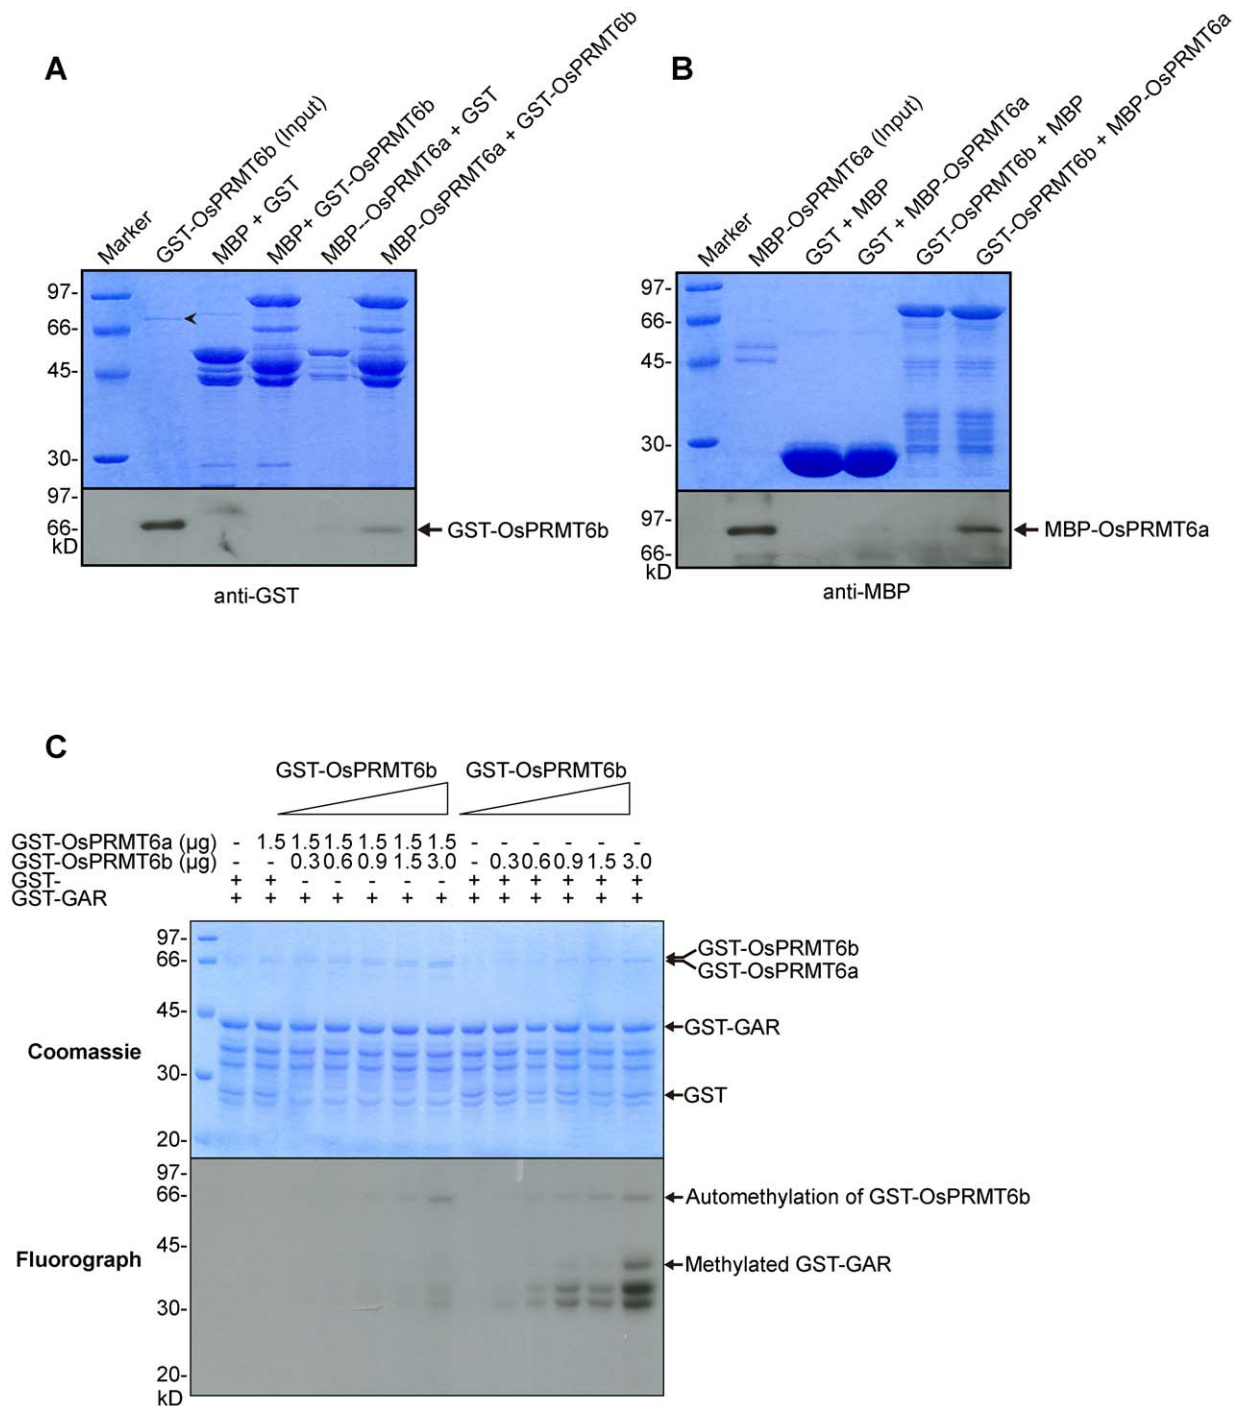 A
Marker
GST-OsPRMT6b (Input)
MBP + GST
MBP+ GST-OsPRMT6b
MBP--OsPRMT6a + GST
MBP-OsPRMT6a + GST-OsPRMT6b
97-
66-
45-
30-
97-
66-
kD
GST-OsPRMT6b
anti-GST
B
Marker
MBP-OsPRMT6a (Input)
GST + MBP
GST + MBP-OsPRMT6a
GST-OsPRMT6b + MBP
GST-OsPRMT6b + MBP-OsPRMT6a
97-
66-
45-
30-
97-
66-
kD
MBP-OsPRMT6a
anti-MBP
C
GST-OsPRMT6b GST-OsPRMT6b
GST-OsPRMT6a (µg) - 1.5 1.5 1.5 1.5 1.5 1.5 - - - - - -
GST-OsPRMT6b (µg) - - 0.3 0.6 0.9 1.5 3.0 - 0.3 0.6 0.9 1.5 3.0
GST- + + - - - - - + + + + + +
GST-GAR + + + + + + + + + + + + +
97-
66-
45-
30-
20-
Coomassie
GST-OsPRMT6b
GST-OsPRMT6a
GST-GAR
GST
97-
66-
45-
30-
20-
kD
Fluorograph
Automethylation of GST-OsPRMT6b
Methylated GST-GAR